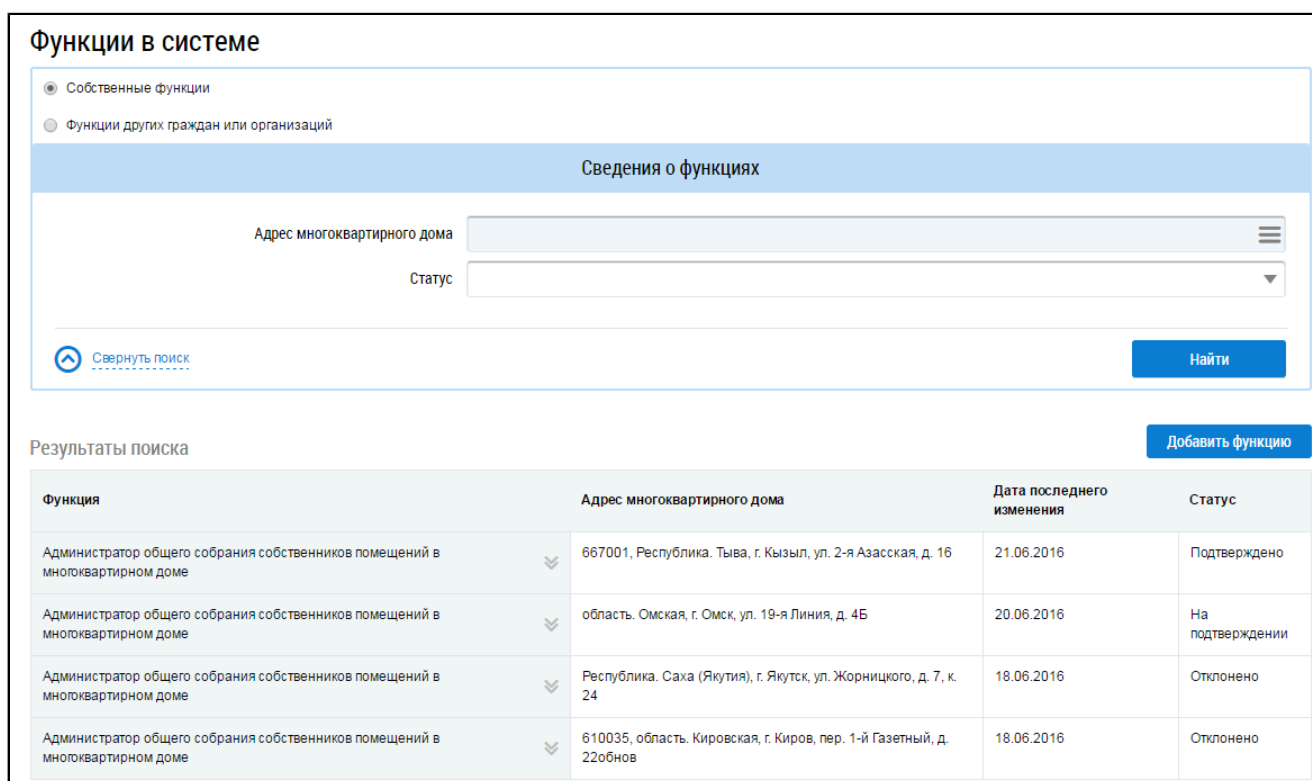 Функции в системе
Собственные функции
Функции других граждан или организаций
Сведения о функциях
Адрес многоквартирного дома
Статус
Свернуть поиск
Найти
Результаты поиска
Добавить функцию
Функция
Адрес многоквартирного дома
Дата последнего
изменения
Статус
Администратор общего собрания собственников помещений в
многоквартирном доме
667001, Республика. Тыва, г. Кызыл, ул. 2-я Азасская, д. 16
21.06.2016
Подтверждено
Администратор общего собрания собственников помещений в
многоквартирном доме
область. Омская, г. Омск, ул. 19-я Линия, д. 4Б
20.06.2016
На
подтверждении
Администратор общего собрания собственников помещений в
многоквартирном доме
Республика. Саха (Якутия), г. Якутск, ул. Жорницкого, д. 7, к.
24
18.06.2016
Отклонено
Администратор общего собрания собственников помещений в
многоквартирном доме
610035, область. Кировская, г. Киров, пер. 1-й Газетный, д.
22обнов
18.06.2016
Отклонено